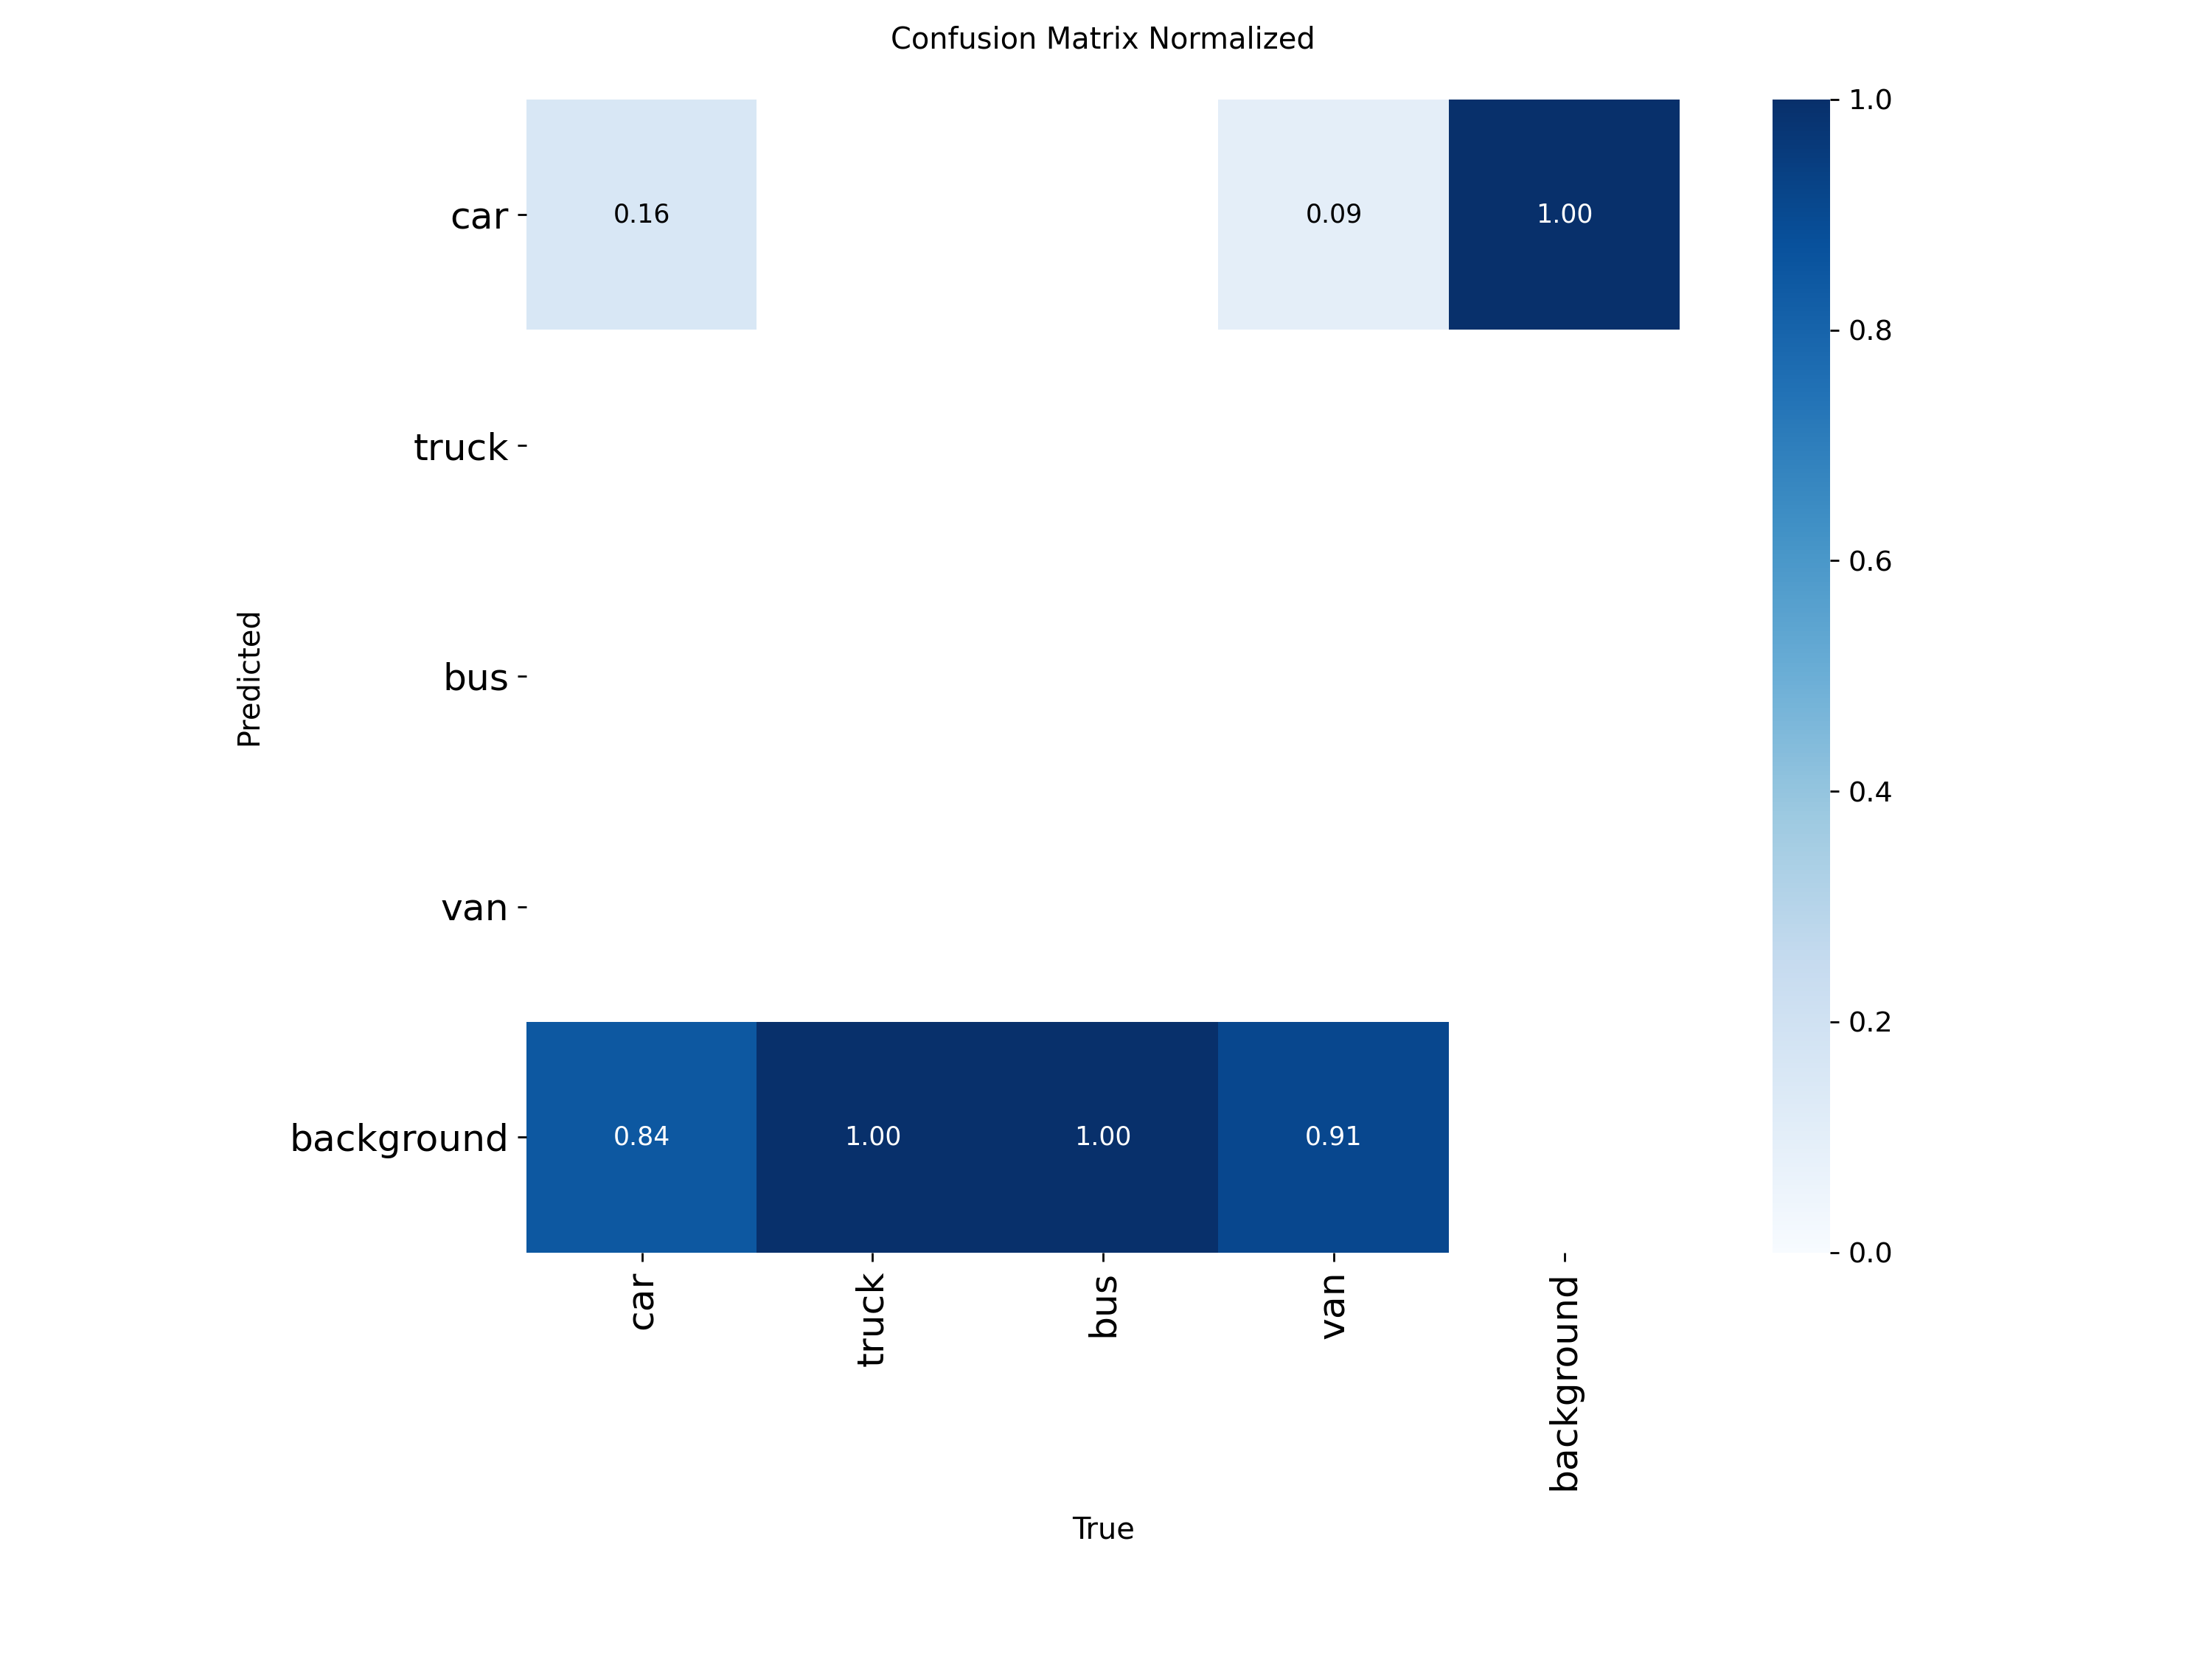 Confusion Matrix Normalized
car
0.16
0.09
1.00
truck
bus
van
background
0.84
1.00
1.00
0.91
car
truck
bus
van
background
Predicted
True
1.0
0.8
0.6
0.4
0.2
0.0